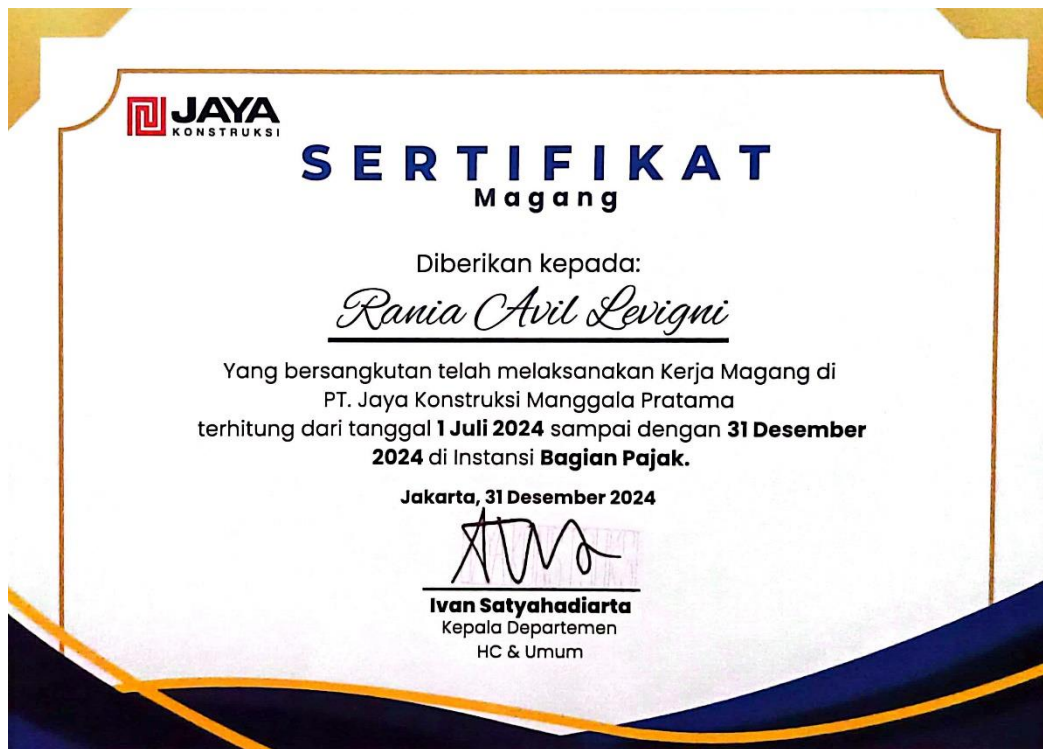 JAYA
KONSTRUKSI
SERTIFIKAT
Magang
Diberikan kepada:
Rania Avil Levigni
Yang bersangkutan telah melaksanakan Kerja Magang di
PT. Jaya Konstruksi Manggala Pratama
terhitung dari tanggal 1 Juli 2024 sampai dengan 31 Desember
2024 di Instansi Bagian Pajak.
Jakarta, 31 Desember 2024
Ivan Satyahadiarta
Kepala Departemen
HC & Umum